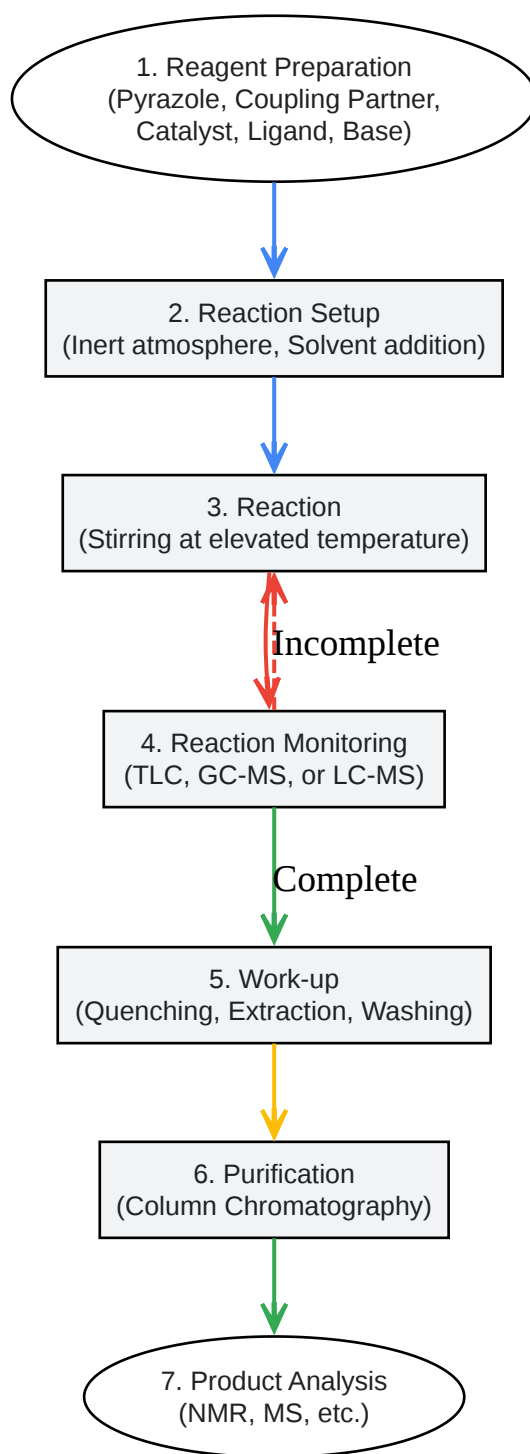 1. Reagent Preparation
(Pyrazole, Coupling Partner,
Catalyst, Ligand, Base)
2. Reaction Setup
(Inert atmosphere, Solvent addition)
3. Reaction
(Stirring at elevated temperature)
Incomplete
4. Reaction Monitoring
(TLC, GC-MS, or LC-MS)
Complete
5. Work-up
(Quenching, Extraction, Washing)
6. Purification
(Column Chromatography)
7. Product Analysis
(NMR, MS, etc.)